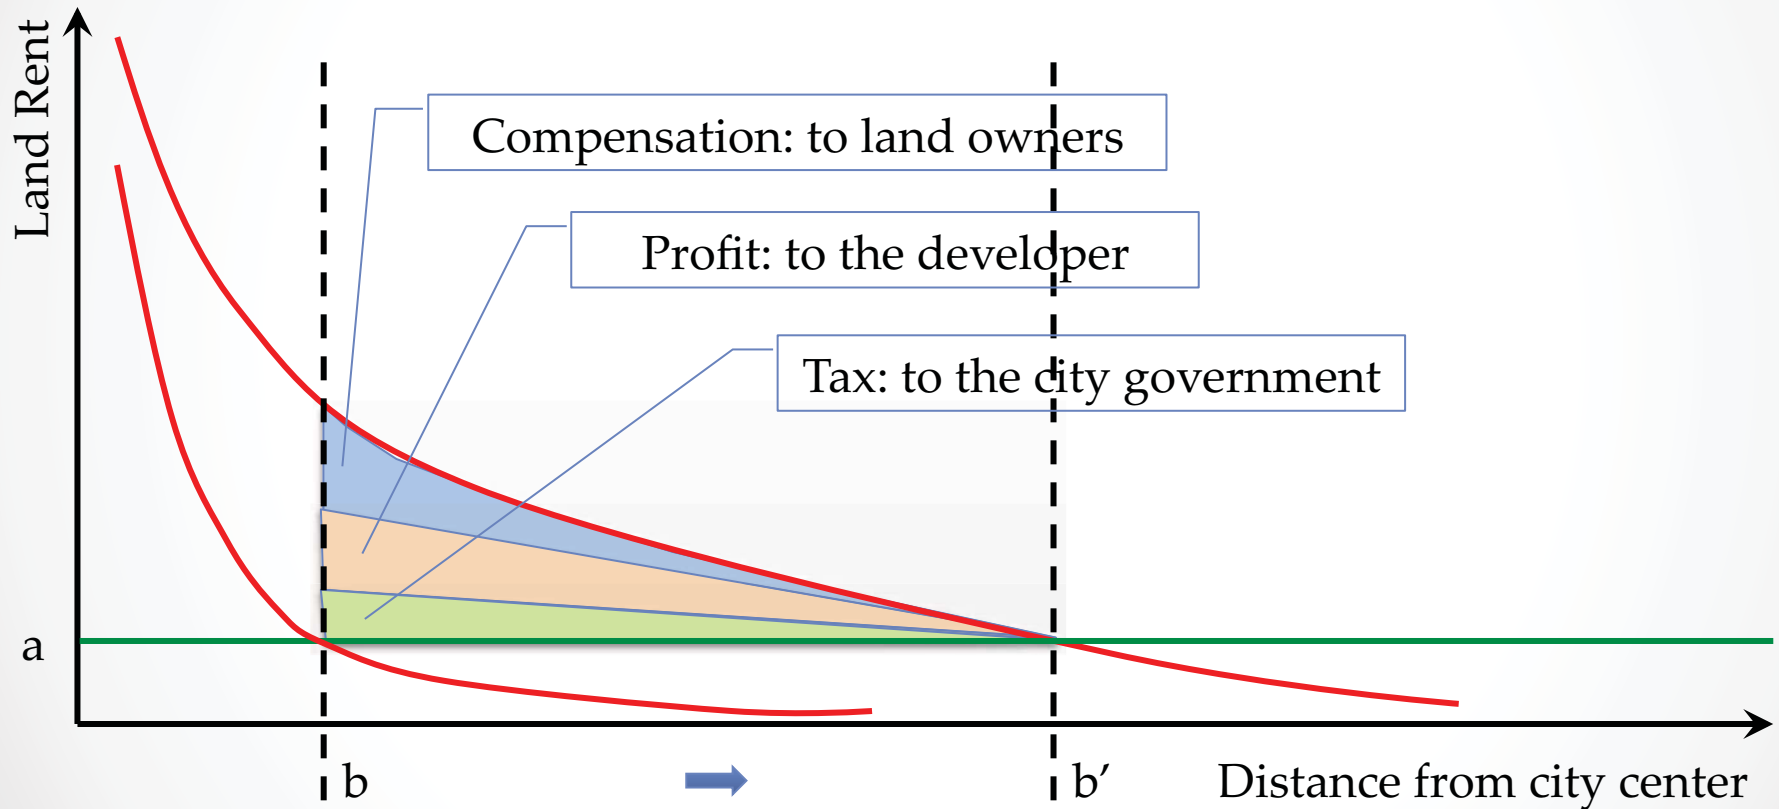 Land Rent
Compensation: to land owners
Profit: to the developer
Tax: to the city government
a
b
b’
Distance from city center